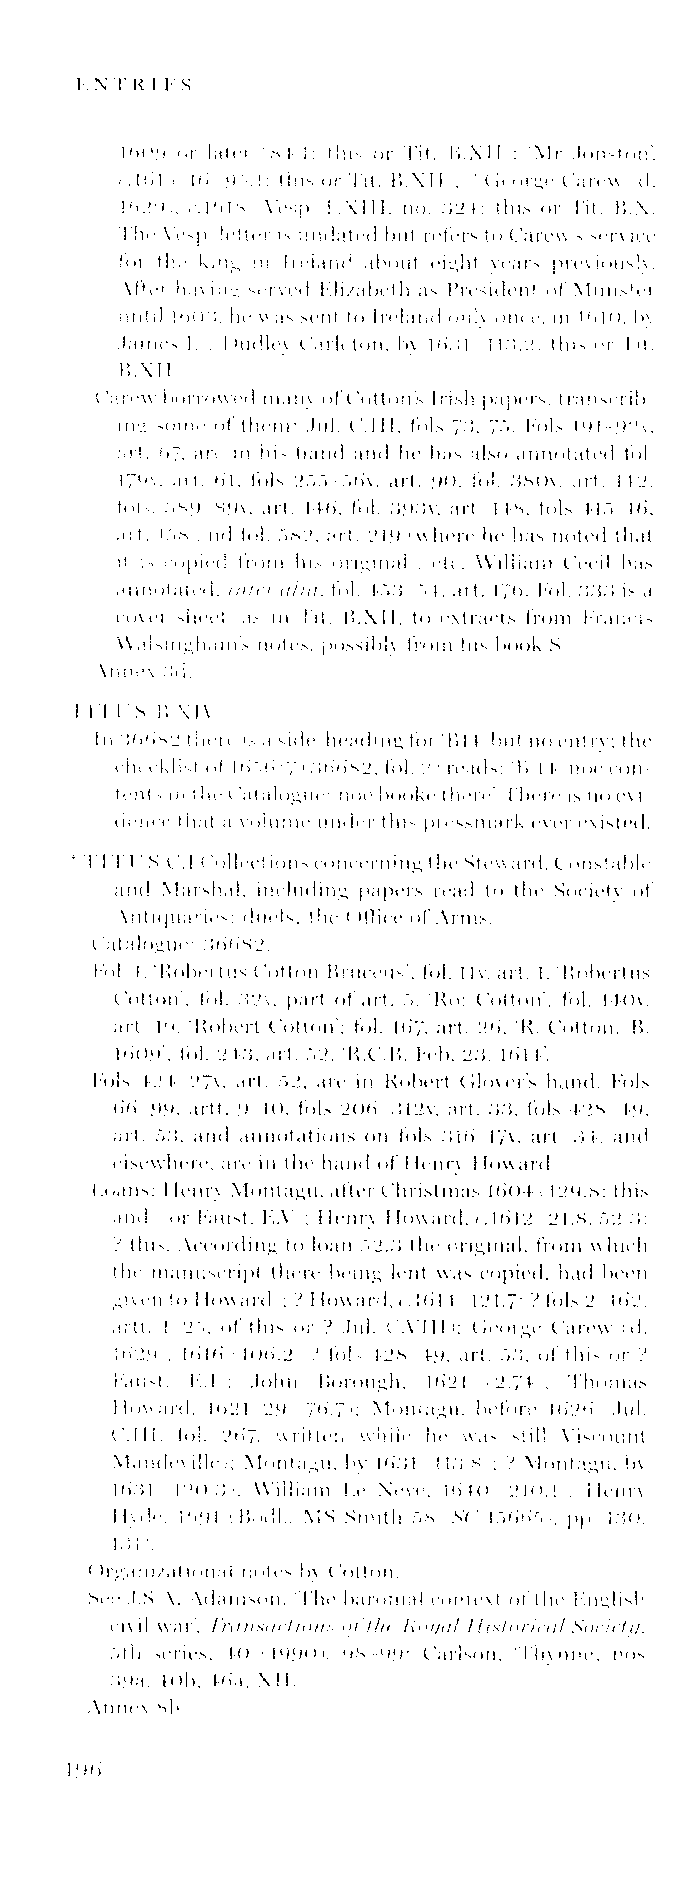 ENTRIES
1609 or later (84.1: this or Tit. B.XII); 'Mr Jonston',
this or Tit. B.XII); George Carew (d.
1629), c.1618 (Vesp. F.XIII, no. 324: this or Tit. B.X.
The Vesp. letter is undated but refers to Carew's service
for the king in Ireland about eight years previously.
After having served Elizabeth as President of Munster
until 1603, he was sent to Ireland only once, in 1610, by
James I.); Dudley Carleton, by 1631 (113.2: this or Tit.
B.XII).
Carew borrowed many of Cotton's Irish papers, transcrib-
ing some of them: Jul. C.III, fols 73, 75. Fols 191-92v,
art. 67, are in his hand and he has also annotated fol.
179v, art. 61, fols 255-56v, art. 90, fol. 380v, art. 142,
fols 389-89v, art. 146, fol. 393v, art. 148, fols 415-16,
art. 158, and fol. 582, art. 219 (where he has noted that
it is copied from his original), etc. William Cecil has
annotated, inter alia, fol. 453-54, art. 176. Fol. 333 is a
cover sheet, as in Tit. B.XII, to extracts from Francis
Walsingham's notes, possibly from his book S.
Annex 3d.
TITUS B.XIV
In 36682 there is a side-heading for 'B14' but no entry; the
checklist of 1656-7 (36682, fol. ) reads: 'B 14 noe con-
tents in the Catalogue: noe booke there'. There is no evi-
dence that a volume under this pressmark ever existed.
* TITUS C.I Collections concerning the Steward, Constable
and Marshal, including papers read to the Society of
Antiquaries; duels, the Office of Arms.
Catalogue: 36682.
Fol. 1, 'Robertus Cotton Bruceus', fol. 11v, art. 1, 'Robertus
Cotton', fol. 32v, part of art. 5, 'Ro: Cotton', fol. 140v,
art. 19, 'Robert Cotton'; fol. 167, art. 26, 'R. Cotton. B.
1609', fol. 243, art. 32, 'R.C.B. Feb. 23. 1614'.
Fols 424-27v, art. 52, are in Robert Glover's hand. Fols
66-99, artt. 9-10, fols 206-312v, art. 33, fols 428-49,
art. 53, and annotations on fols 316-17v, art. 34, and
elsewhere, are in the hand of Henry Howard.
Loans: Henry Montagu, after Christmas 1604 (129.8: this
and/or Faust. E.V); Henry Howard, c.1612 (21.8, 52.3:
? this. According to loan 52.3 the original, from which
the manuscript there being lent was copied, had been
given to Howard.); ? Howard, c.1614 (121.7: ? fols 2-162,
artt. 1-25, of this or ? Jul. C.VIII); George Carew (d.
1629), 1616 (106.2: ? fols 428-49, art. 53, of this or ?
Faust. E.I); John Borough, 1621 (2.74); Thomas
Howard, 1621-29 (76.7); Montagu, before 1626 (Jul.
C.III, fol. 267, written while he was still Viscount
Mandeville); Montagu, by 1631 (113.8); ? Montagu, by
1631 (190.3); William Le Neve, 1640 (210.1); Henry
Hyde, 1691 (Bodl., MS Smith 58 (SC 15665), pp. 130,
Organizational notes by Cotton.
See J.S.A. Adamson, 'The baronial context of the English
civil war', Transactions of the Royal Historical Society,
5th series, 40 (1990), 98-99; Carlson, 'Thynne', nos
39a, 40b, 46a, XII.
Annex 8b.
196